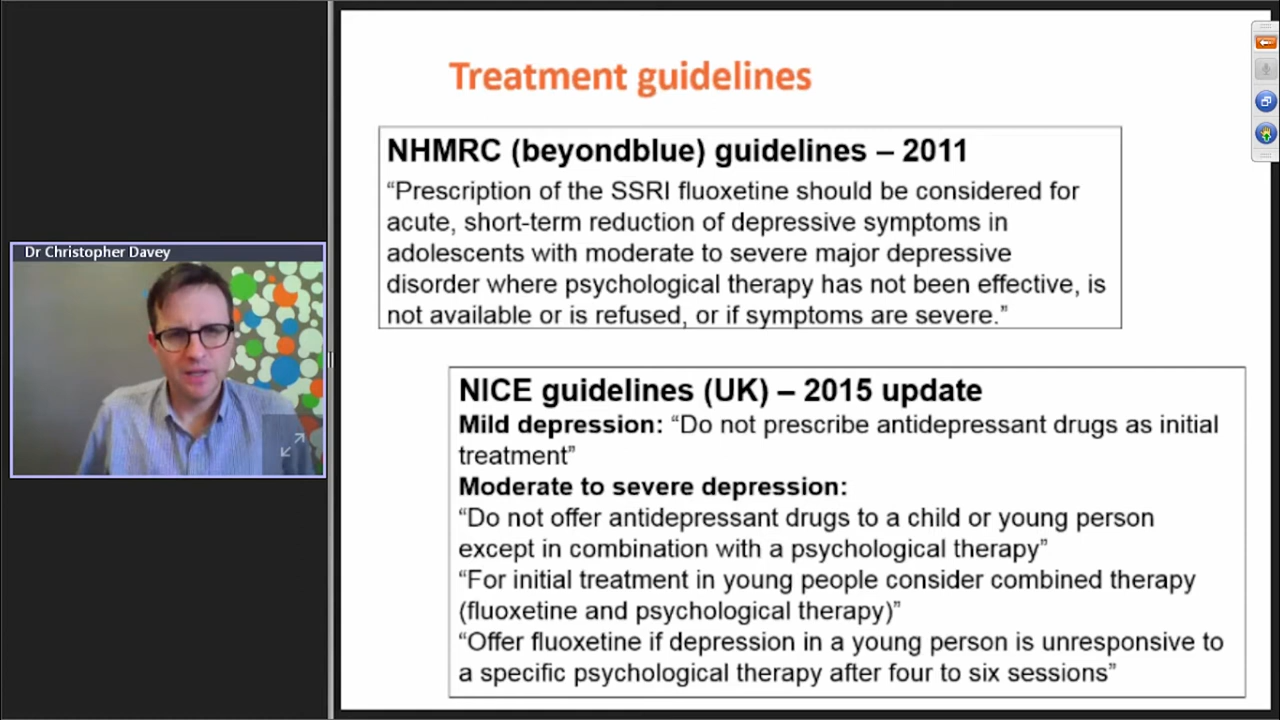 Treatment guidelines
NHMRC (beyondblue) guidelines – 2011
“Prescription of the SSRI fluoxetine should be considered for
acute, short-term reduction of depressive symptoms in
adolescents with moderate to severe major depressive
disorder where psychological therapy has not been effective, is
not available or is refused, or if symptoms are severe.”
Dr Christopher Davey
NICE guidelines (UK) – 2015 update
Mild depression: “Do not prescribe antidepressant drugs as initial
treatment”
Moderate to severe depression:
“Do not offer antidepressant drugs to a child or young person
except in combination with a psychological therapy”
“For initial treatment in young people consider combined therapy
(fluoxetine and psychological therapy)”
“Offer fluoxetine if depression in a young person is unresponsive to
a specific psychological therapy after four to six sessions”